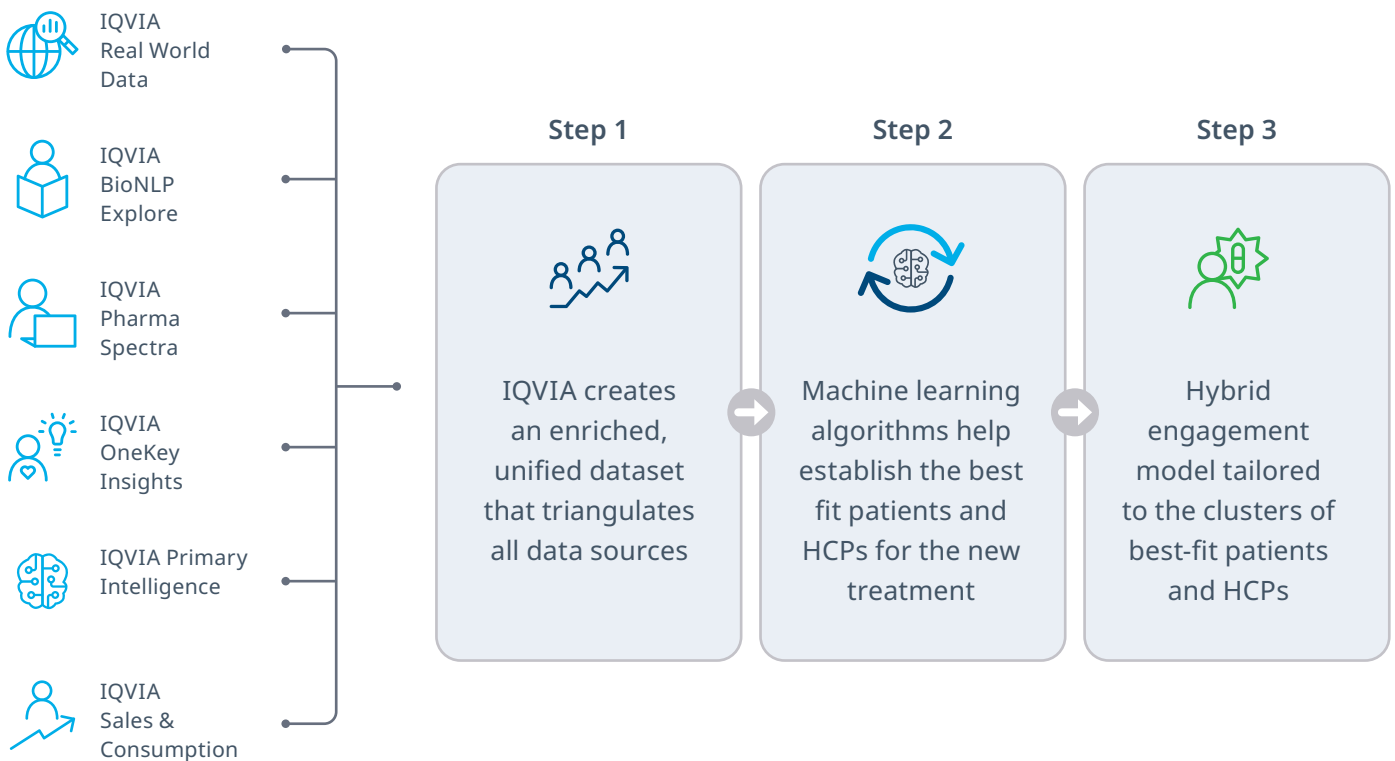 IQVIA
Real World
Data
IQVIA
BioNLP
Explore
IQVIA
Pharma
Spectra
IQVIA
OneKey
Insights
IQVIA Primary
Intelligence
IQVIA
Sales &
Consumption
Step 1
IQVIA creates
an enriched,
unified dataset
that triangulates
all data sources
Step 2
Machine learning
algorithms help
establish the best
fit patients and
HCPs for the new
treatment
Step 3
Hybrid
engagement
model tailored
to the clusters of
best-fit patients
and HCPs